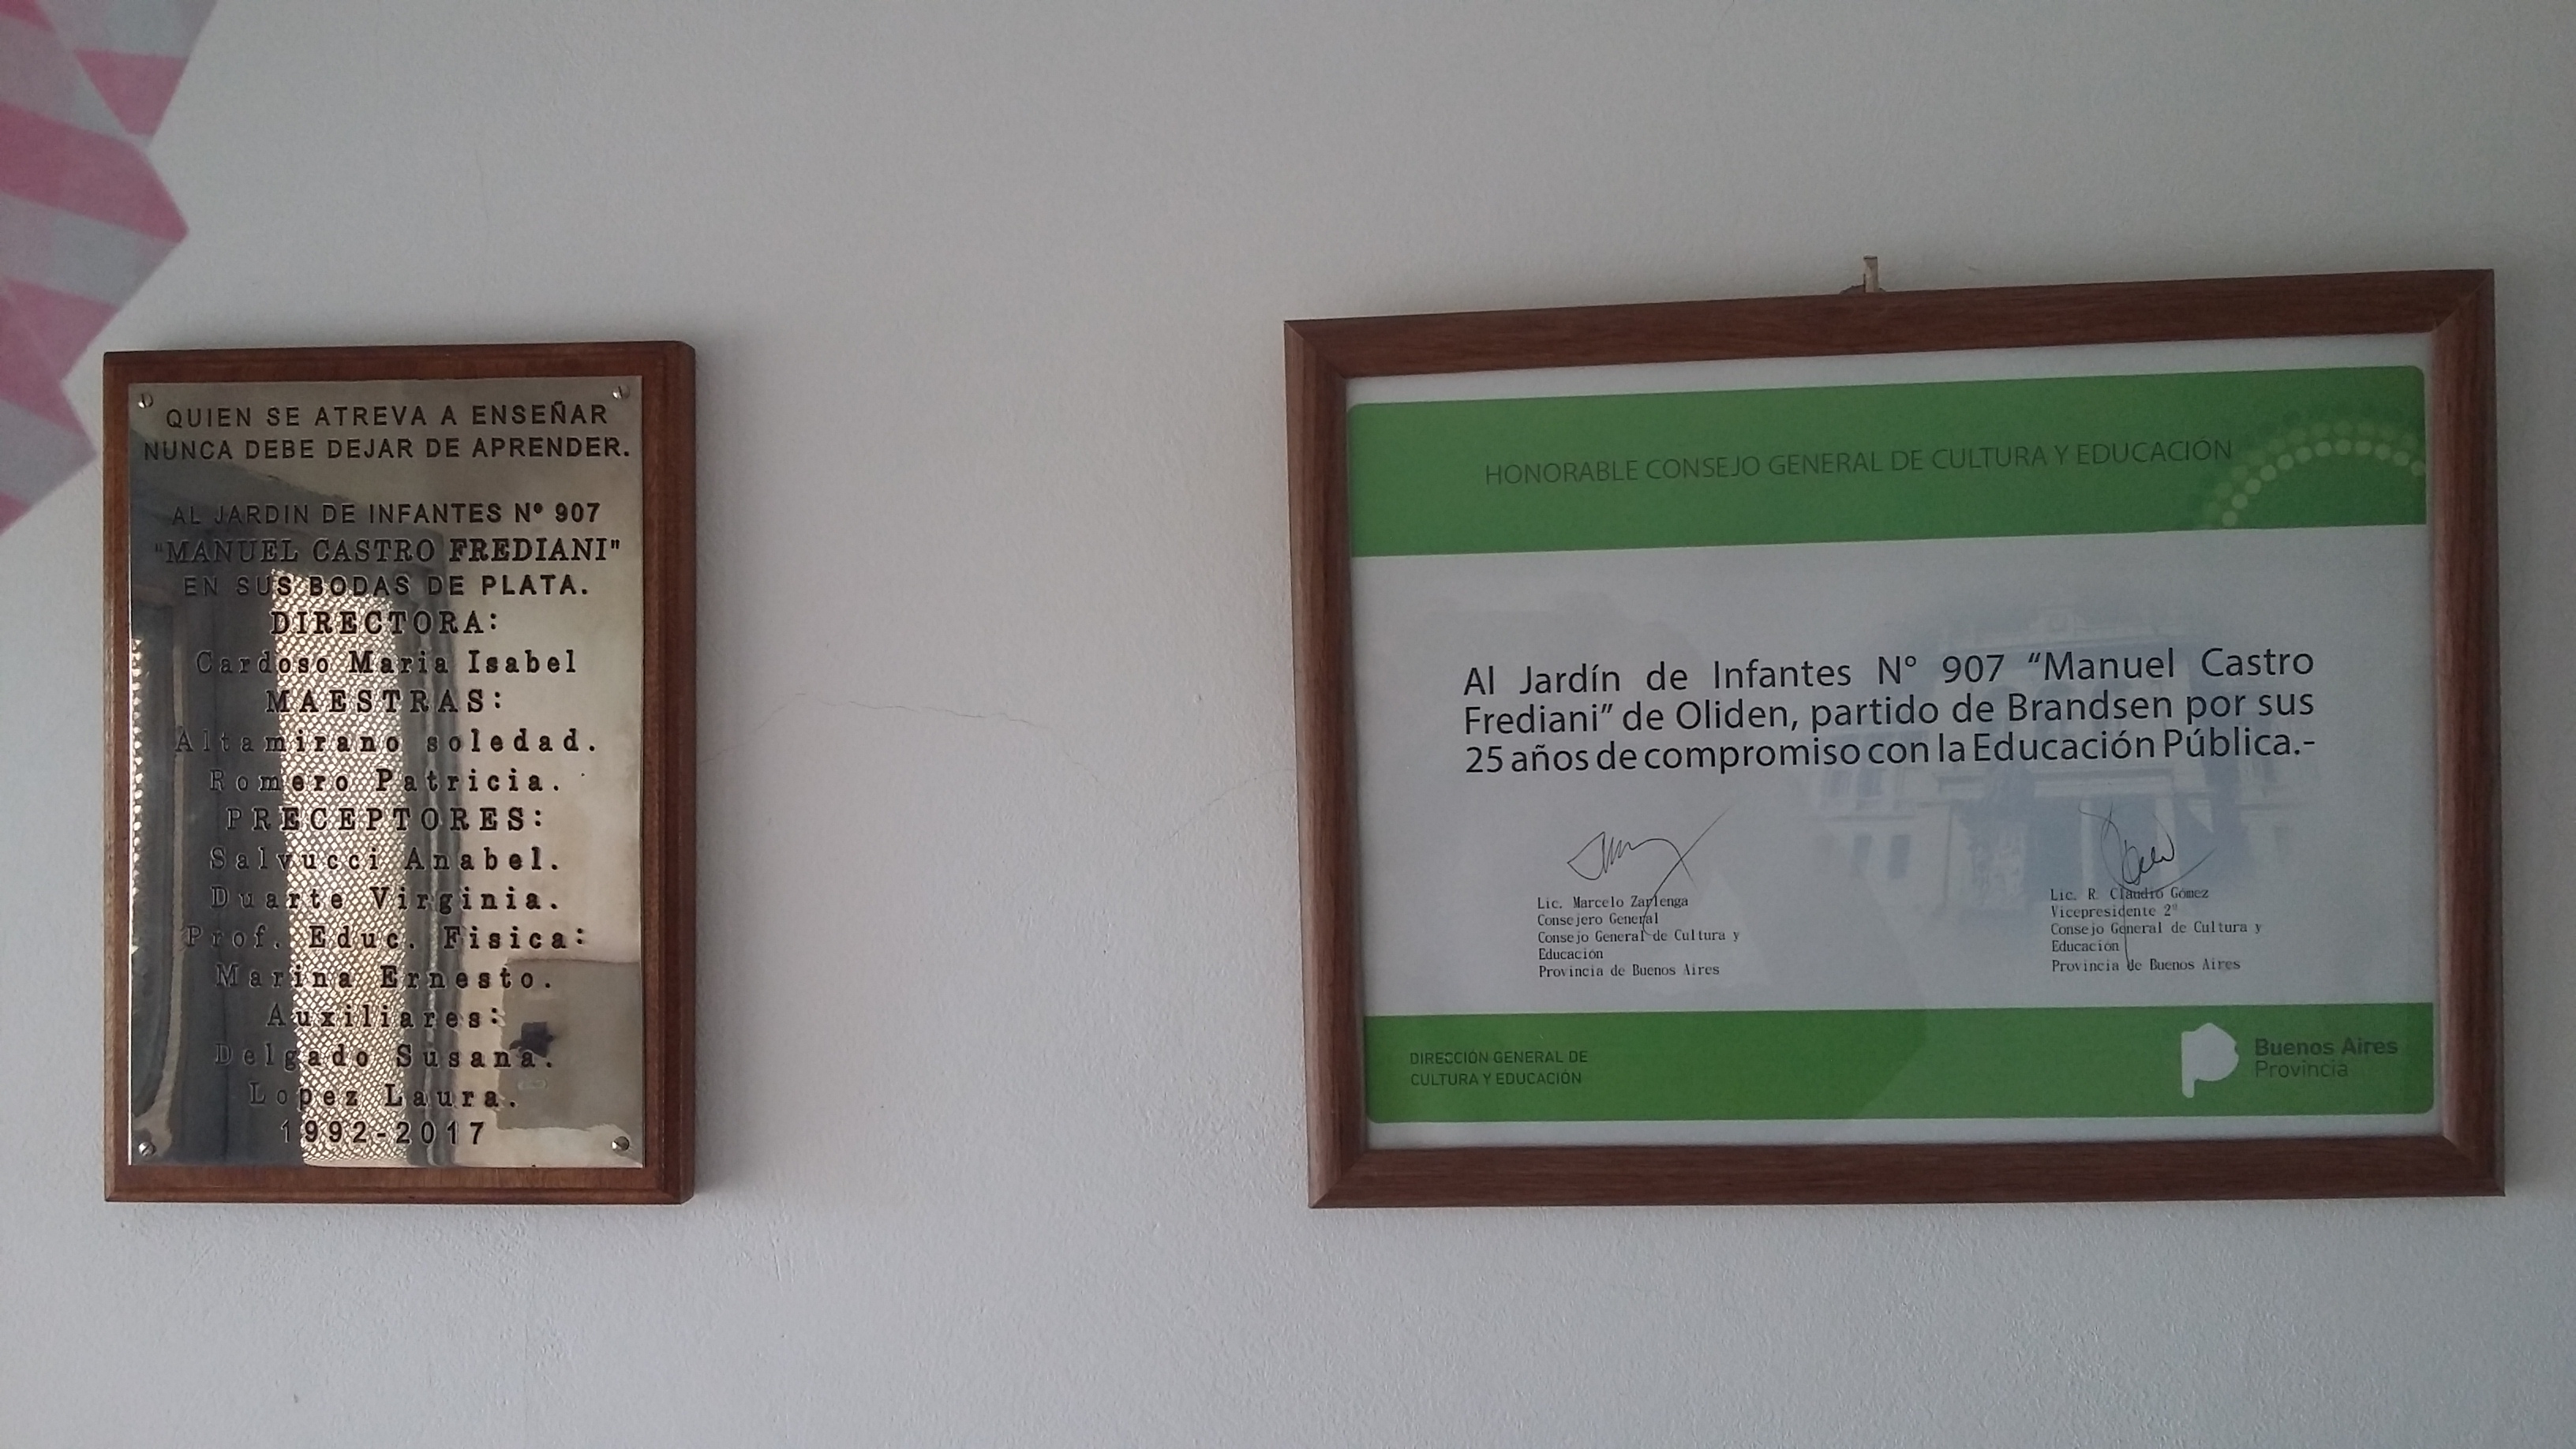 QUIEN SE ATREVA A ENSEÑAR
NUNCA DEBE DEJAR DE APRENDER.
AL JARDIN DE INFANTES Nº 907
"MANUEL CASTRO FREDIANI"
EN SUS BODAS DE PLATA.
DIRECTORA:
Cardoso Maria Isabel
MAESTRAS:
Altamirano soledad.
Romero Patricia.
PRECEPTORES:
Salvucci Anabel.
Duarte Virginia.
Prof. Educ. Fisica:
Marina Ernesto.
Auxiliares:
Delgado Susana.
Lopez Laura.
1992-2017
HONORABLE CONSEJO GENERAL DE CULTURA Y EDUCACIÓN
Al Jardín de Infantes N° 907 “Manuel Castro
Frediani” de Oliden, partido de Brandsen por sus
25 años de compromiso con la Educación Pública.-
Lic. Marcelo Zarlenga
Consejero General
Consejo General de Cultura y
Educación
Provincia de Buenos Aires
Lic. R. Claudio Gómez
Vicepresidente 2º
Consejo General de Cultura y
Educación
Provincia de Buenos Aires
DIRECCIÓN GENERAL DE
CULTURA Y EDUCACIÓN
Buenos Aires
Provincia